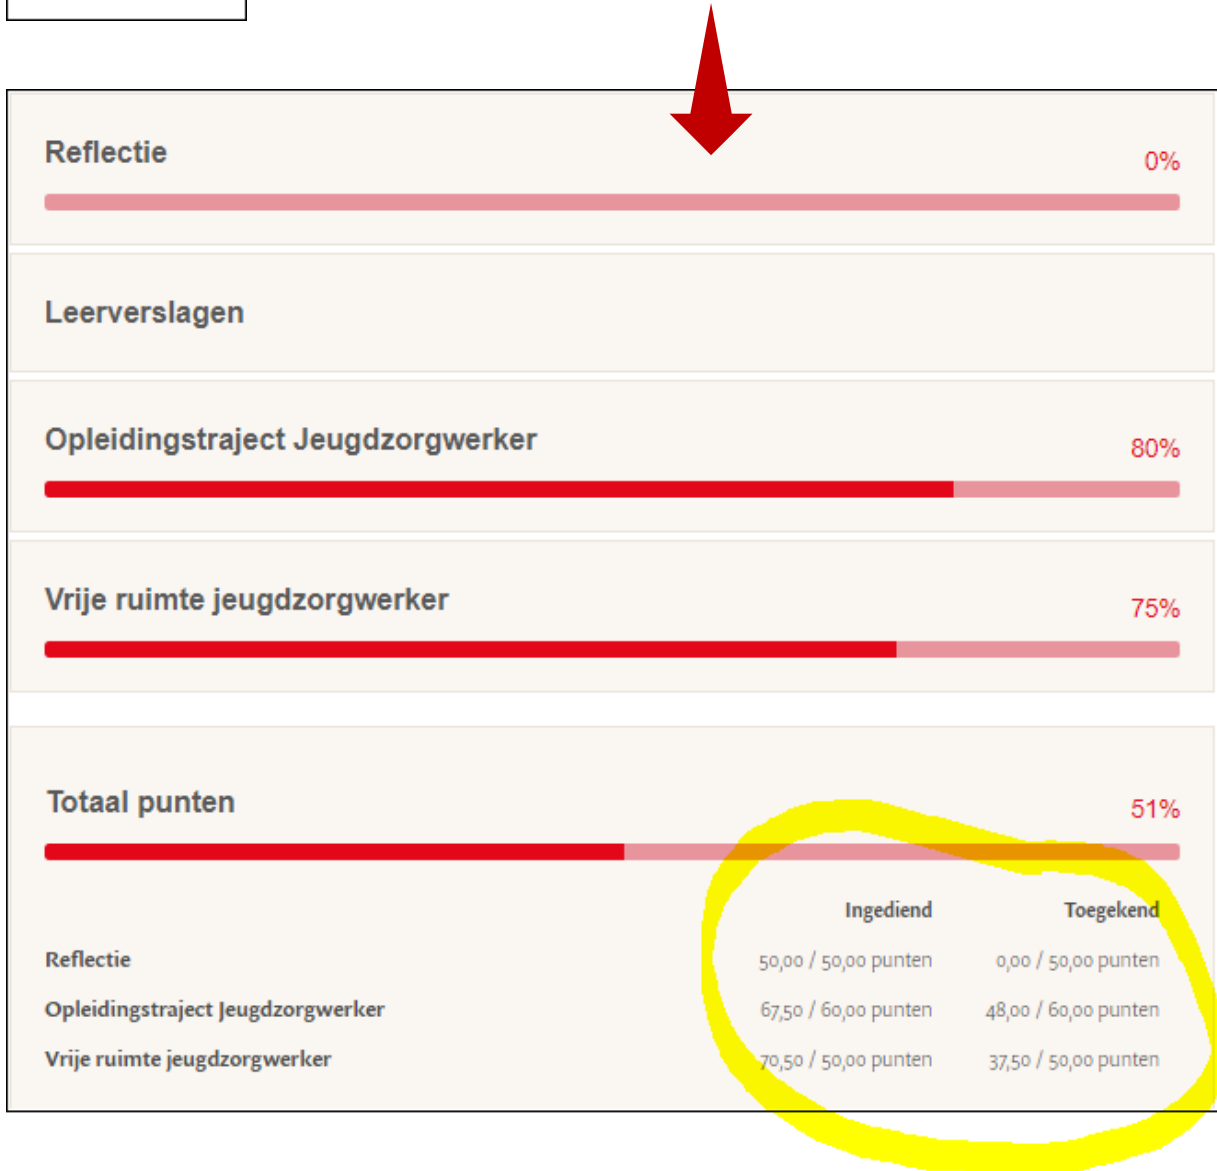 Reflectie
0%
Leerverslagen
Opleidingstraject Jeugdzorgwerker
80%
Vrije ruimte jeugdzorgwerker
75%
Totaal punten
51%
Ingediend Toegekend
Reflectie 50,00 / 50,00 punten 0,00 / 50,00 punten
Opleidingstraject Jeugdzorgwerker 67,50 / 60,00 punten 48,00 / 60,00 punten
Vrije ruimte jeugdzorgwerker 70,50 / 50,00 punten 37,50 / 50,00 punten